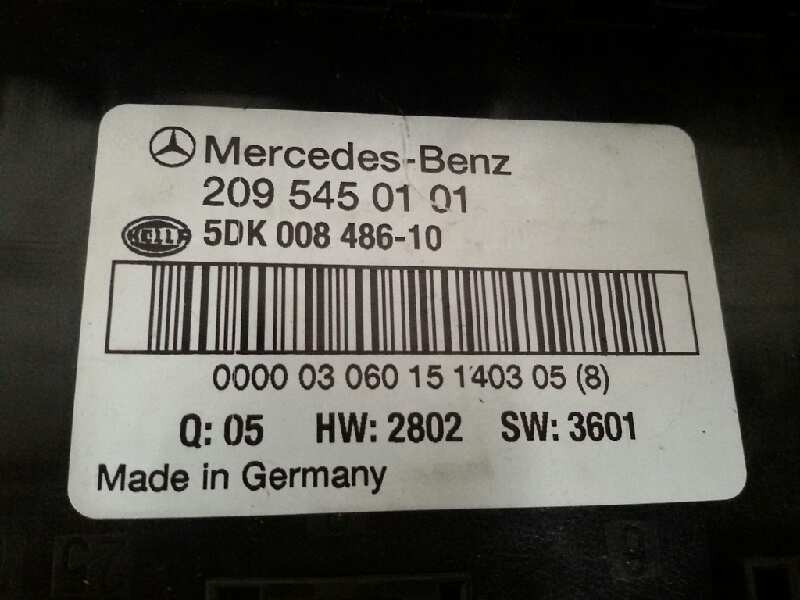 Mercedes-Benz
209 545 01 01
HELLA 5DK 008 486-10
0000 03 060 15 1403 05 (8)
Q: 05 HW: 2802 SW: 3601
Made in Germany